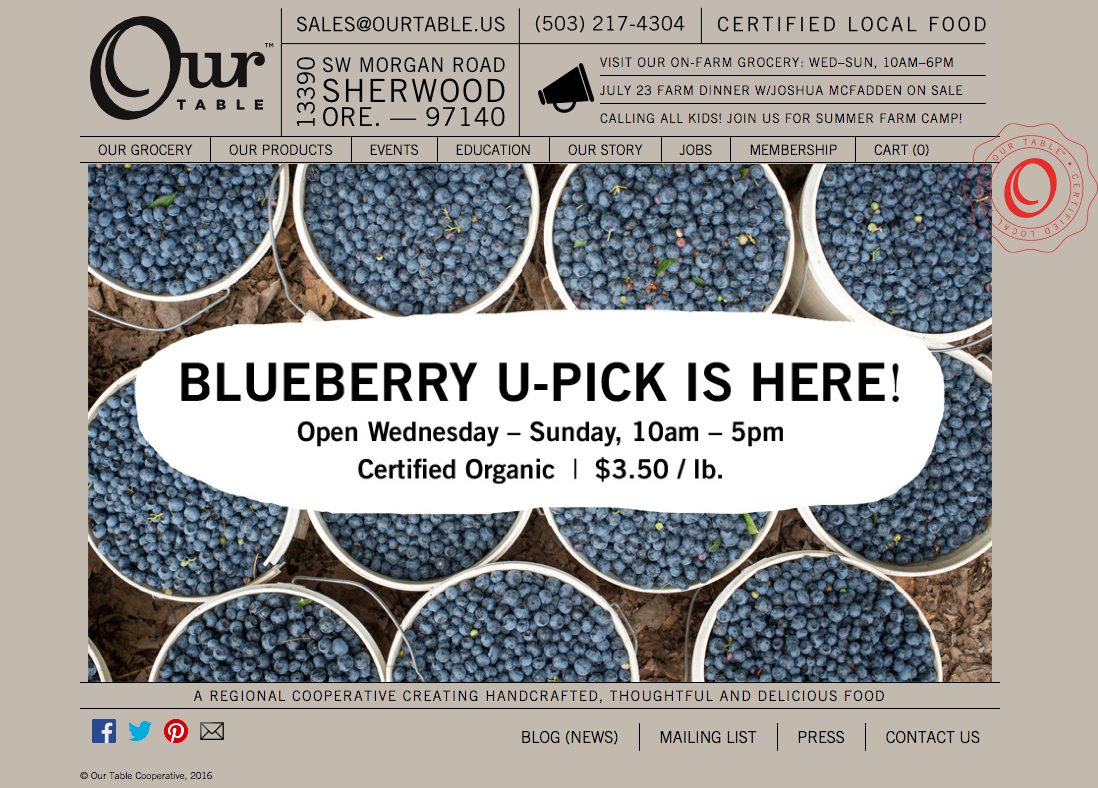 Our™
TABLE
SALES@OURTABLE.US
(503) 217-4304
CERTIFIED LOCAL FOOD
13390
SW MORGAN ROAD
SHERWOOD
ORE. — 97140
VISIT OUR ON-FARM GROCERY: WED–SUN, 10AM–6PM
JULY 23 FARM DINNER W/JOSHUA MCFADDEN ON SALE
CALLING ALL KIDS! JOIN US FOR SUMMER FARM CAMP!
OUR GROCERY
OUR PRODUCTS
EVENTS
EDUCATION
OUR STORY
JOBS
MEMBERSHIP
CART (0)
OUR TABLE™ • CERTIFIED LOCAL
O
BLUEBERRY U-PICK IS HERE!
Open Wednesday – Sunday, 10am – 5pm
Certified Organic | $3.50 / lb.
A REGIONAL COOPERATIVE CREATING HANDCRAFTED, THOUGHTFUL AND DELICIOUS FOOD
BLOG (NEWS)
MAILING LIST
PRESS
CONTACT US
© Our Table Cooperative, 2016